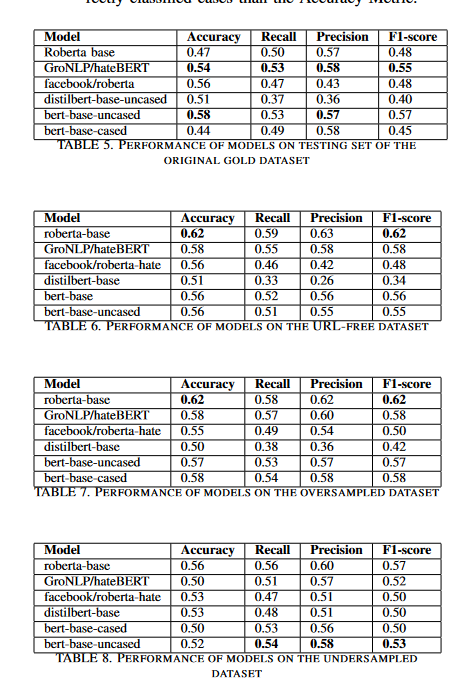 rectly classified cases than the Accuracy Metric.
Model Accuracy Recall Precision F1-score
Roberta base 0.47 0.50 0.57 0.48
GroNLP/hateBERT 0.54 0.53 0.58 0.55
facebook/roberta 0.56 0.47 0.43 0.48
distilbert-base-uncased 0.51 0.37 0.36 0.40
bert-base-uncased 0.58 0.53 0.57 0.57
bert-base-cased 0.44 0.49 0.58 0.45
TABLE 5. PERFORMANCE OF MODELS ON TESTING SET OF THE
ORIGINAL GOLD DATASET
Model Accuracy Recall Precision F1-score
roberta-base 0.62 0.59 0.63 0.62
GroNLP/hateBERT 0.58 0.55 0.58 0.58
facebook/roberta-hate 0.56 0.46 0.42 0.48
distilbert-base 0.51 0.33 0.26 0.34
bert-base 0.56 0.52 0.56 0.56
bert-base-uncased 0.56 0.51 0.55 0.55
TABLE 6. PERFORMANCE OF MODELS ON THE URL-FREE DATASET
Model Accuracy Recall Precision F1-score
roberta-base 0.62 0.58 0.62 0.62
GroNLP/hateBERT 0.58 0.57 0.60 0.58
facebook/roberta-hate 0.55 0.49 0.54 0.50
distilbert-base 0.50 0.38 0.36 0.42
bert-base-uncased 0.57 0.53 0.57 0.57
bert-base-cased 0.58 0.54 0.58 0.58
TABLE 7. PERFORMANCE OF MODELS ON THE OVERSAMPLED DATASET
Model Accuracy Recall Precision F1-score
roberta-base 0.56 0.56 0.60 0.57
GroNLP/hateBERT 0.50 0.51 0.57 0.52
facebook/roberta-hate 0.53 0.47 0.51 0.50
distilbert-base 0.53 0.48 0.51 0.50
bert-base-cased 0.50 0.53 0.56 0.50
bert-base-uncased 0.52 0.54 0.58 0.53
TABLE 8. PERFORMANCE OF MODELS ON THE UNDERSAMPLED
DATASET